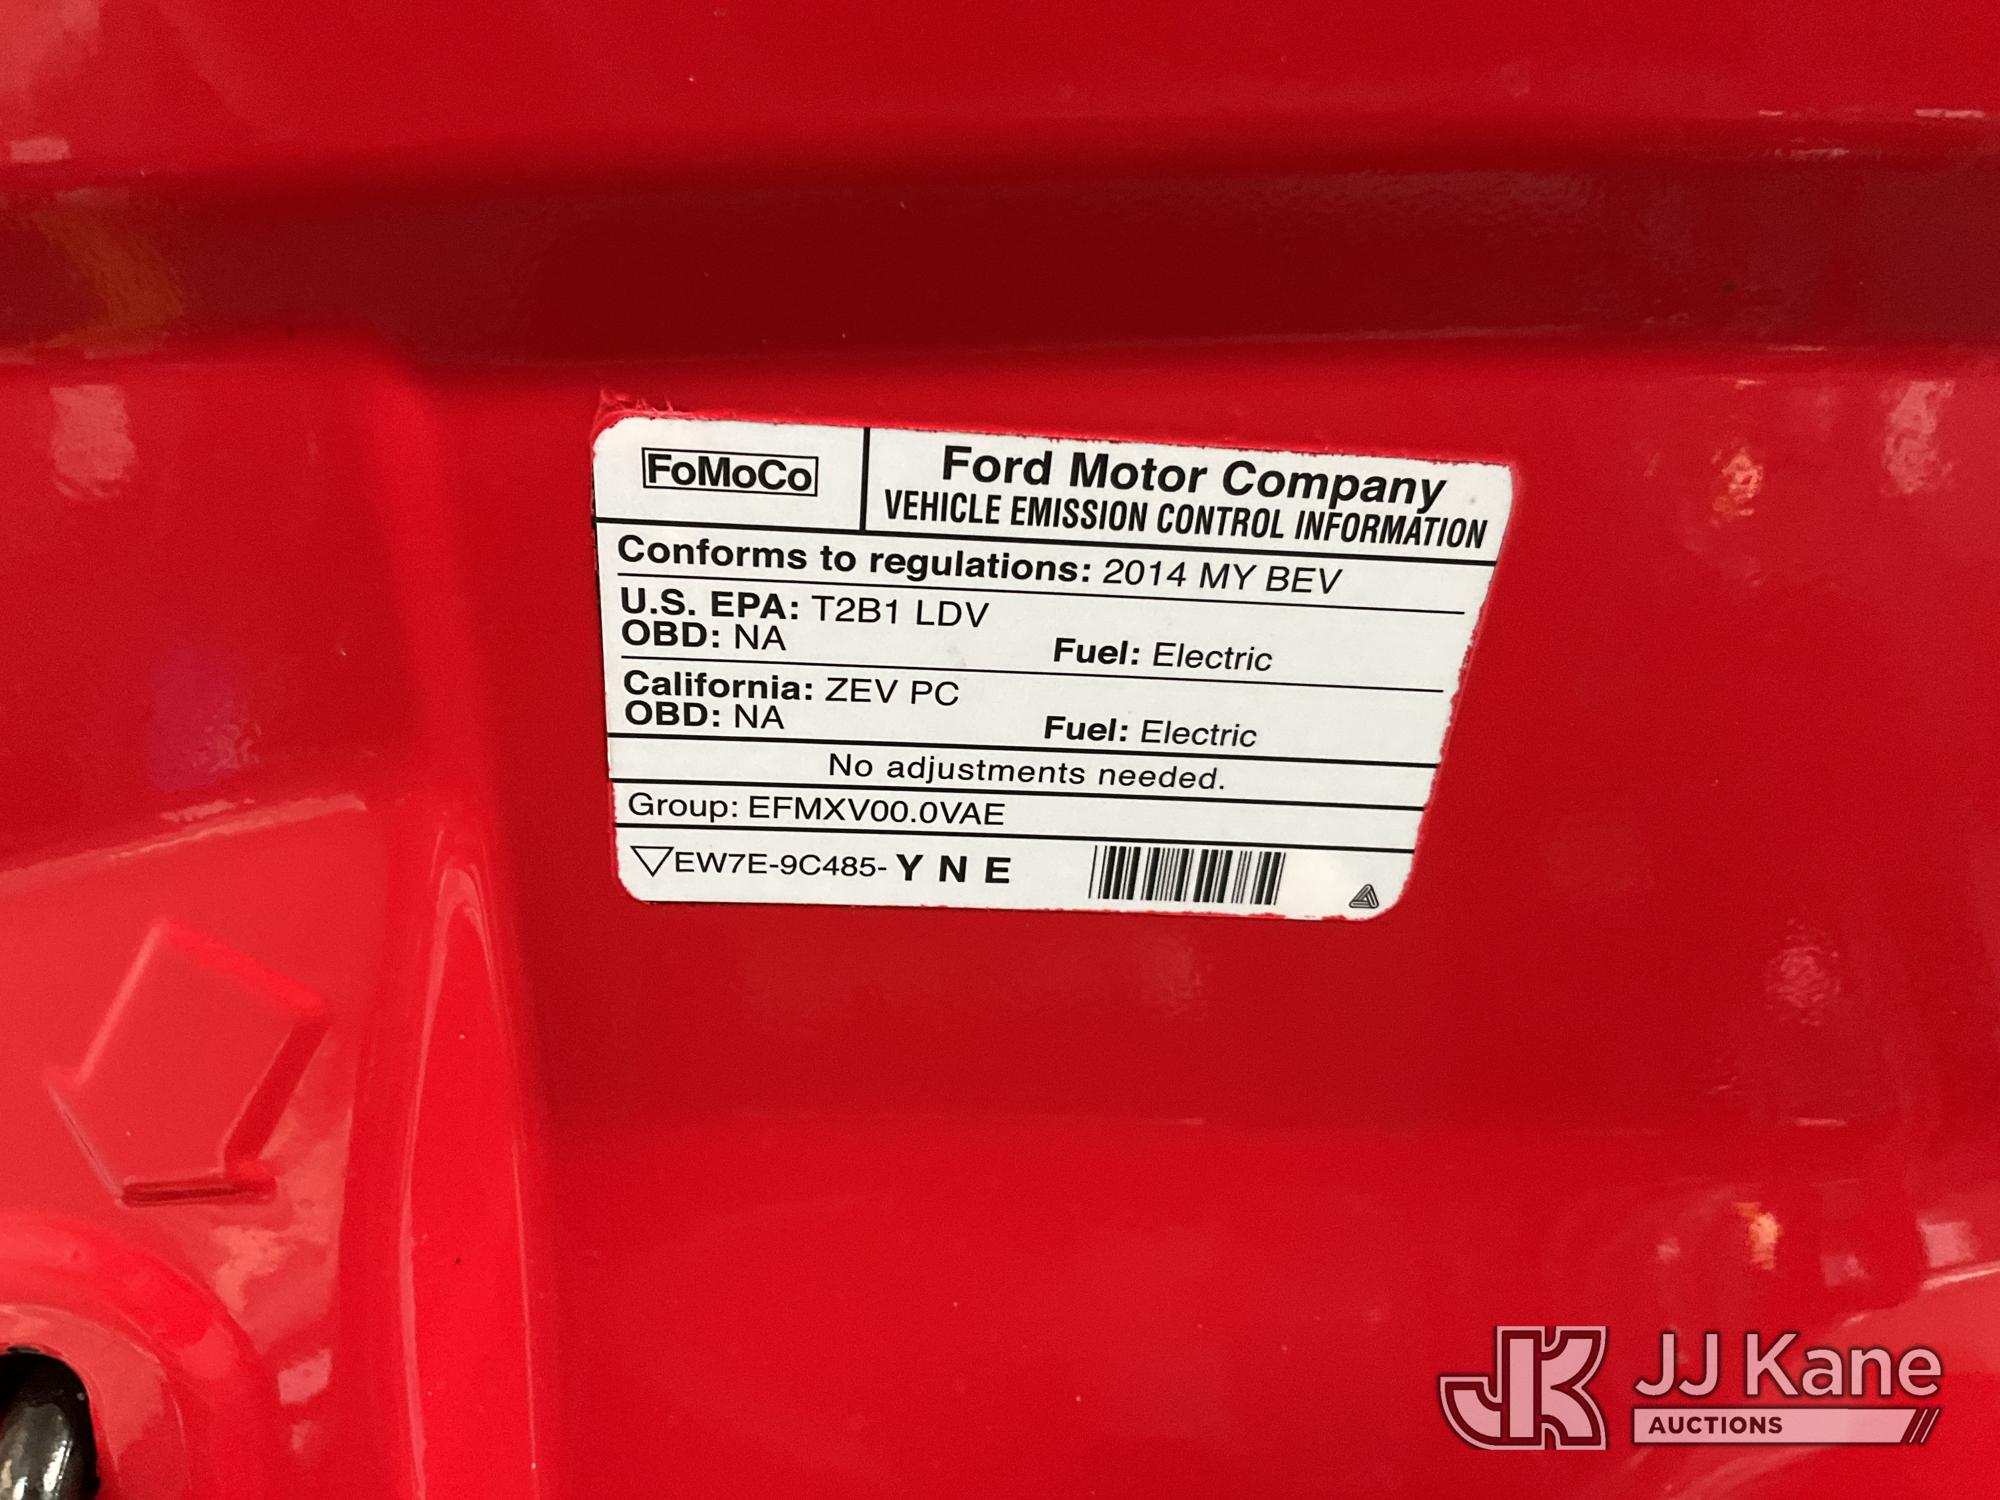 FoMoCo
Ford Motor Company
VEHICLE EMISSION CONTROL INFORMATION
Conforms to regulations: 2014 MY BEV
U.S. EPA: T2B1 LDV
OBD: NA Fuel: Electric
California: ZEV PC
OBD: NA Fuel: Electric
No adjustments needed.
Group: EFMXV00.0VAE
EW7E-9C485- Y N E
JK JJ Kane
AUCTIONS